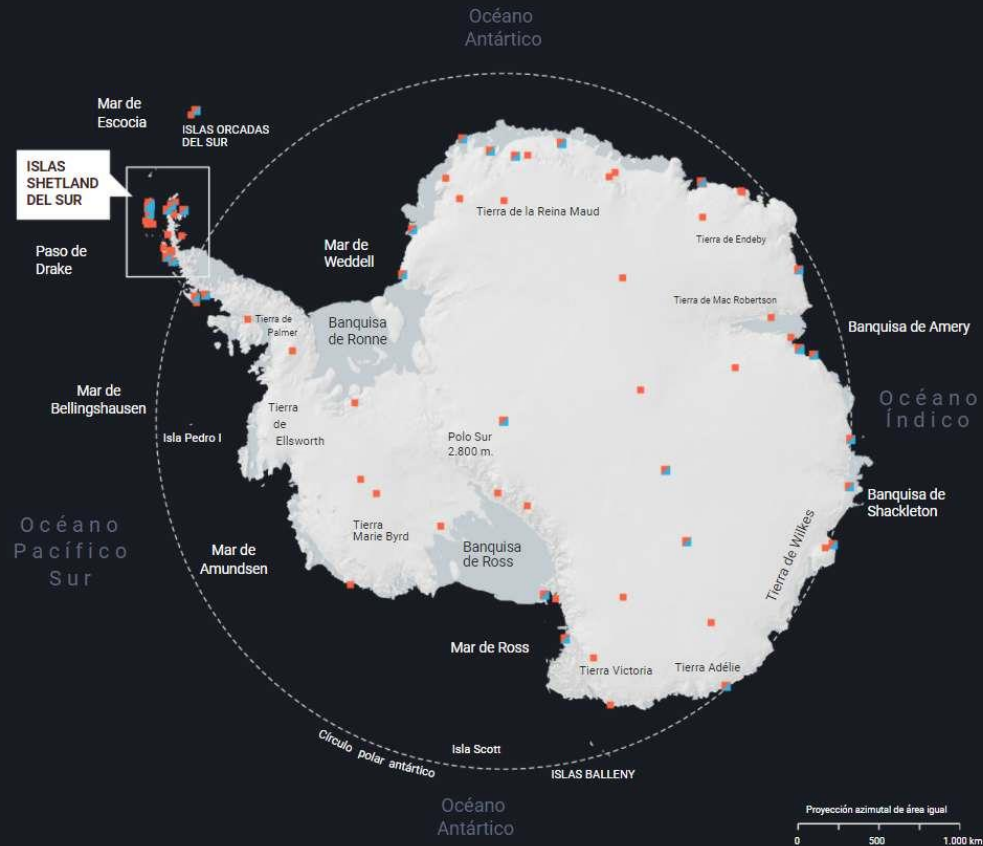 Océano
Antártico
Mar de
Escocia
ISLAS ORCADAS
DEL SUR
ISLAS
SHETLAND
DEL SUR
Paso de
Drake
Mar de
Weddell
Tierra de la Reina Maud
Tierra de Endeby
Tierra de Mac Robertson
Banquisa de Amery
Tierra de
Palmer
Banquisa
de Ronne
Mar de
Bellingshausen
Isla Pedro I
Tierra
de
Ellsworth
Polo Sur
2.800 m.
Océano
Índico
Banquisa de
Shackleton
Océano
Pacífico
Sur
Mar de
Amundsen
Tierra
Marie Byrd
Banquisa
de Ross
Tierra de Wilkes
Mar de Ross
Tierra Victoria
Tierra Adélie
Círculo polar antártico
Isla Scott
ISLAS BALLENY
Océano
Antártico
Proyección azimutal de área igual
0 500 1.000 km